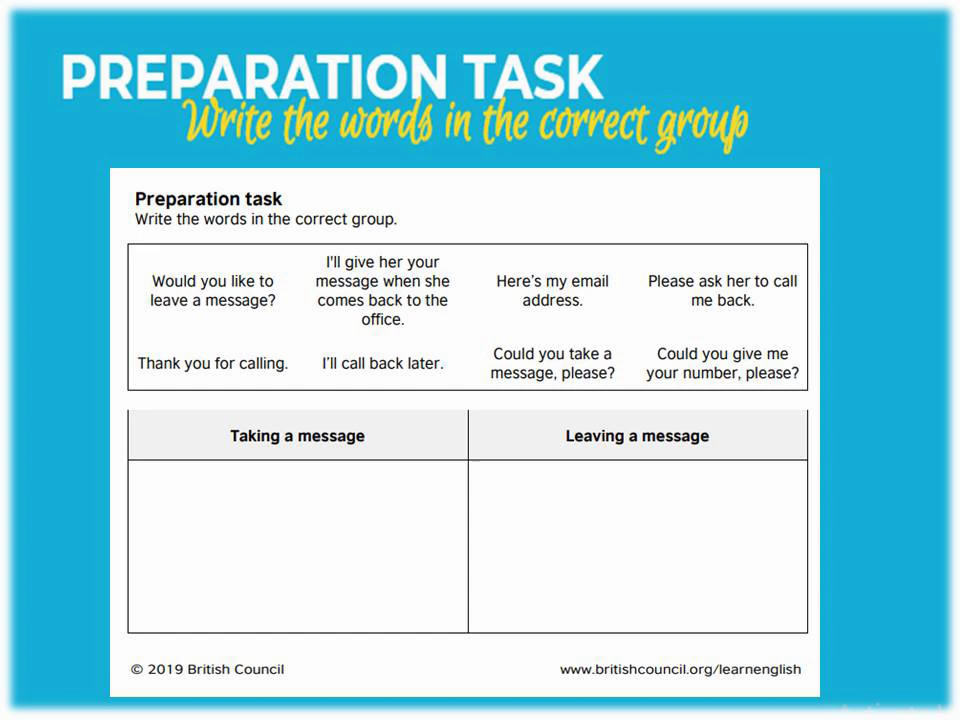 PREPARATION TASK
Write the words in the correct group
Preparation task
Write the words in the correct group.
Would you like to
leave a message?
I'll give her your
message when she
comes back to the
office.
Here's my email
address.
Please ask her to call
me back.
Thank you for calling.
I'll call back later.
Could you take a
message, please?
Could you give me
your number, please?
Taking a message
Leaving a message
© 2019 British Council
www.britishcouncil.org/learnenglish